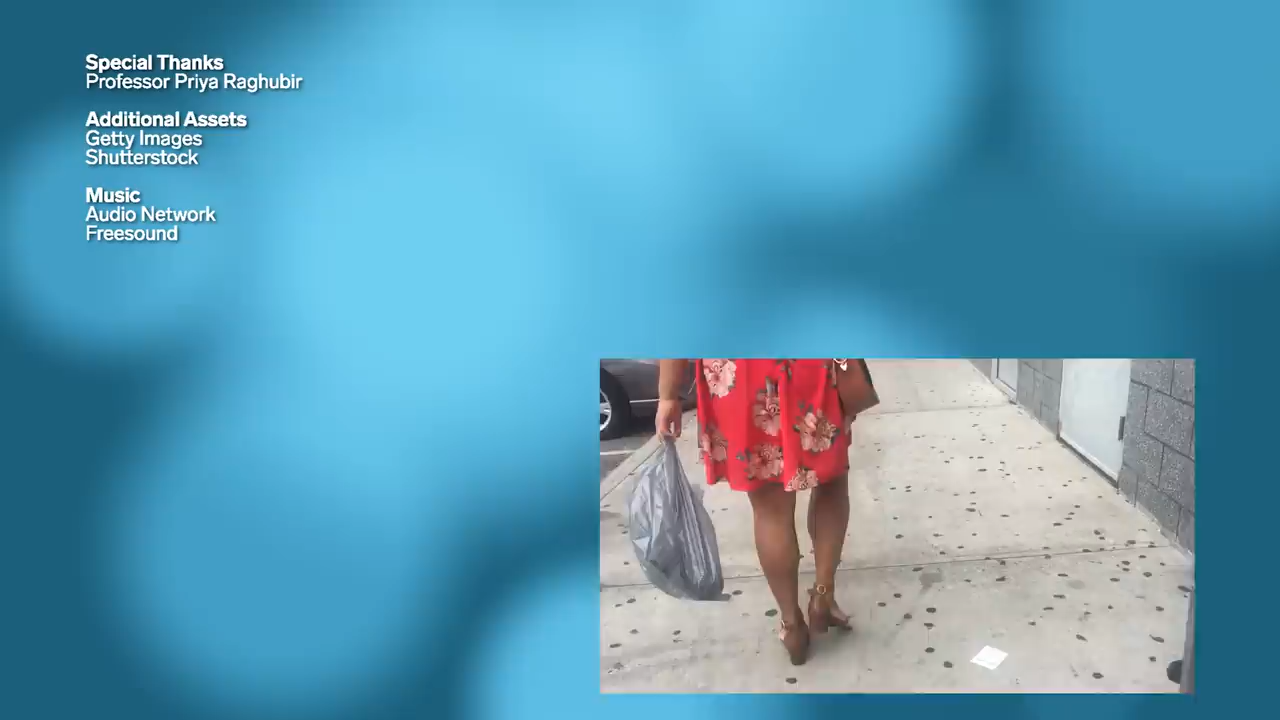 Special Thanks
Professor Priya Raghubir
Additional Assets
Getty Images
Shutterstock
Music
Audio Network
Freesound